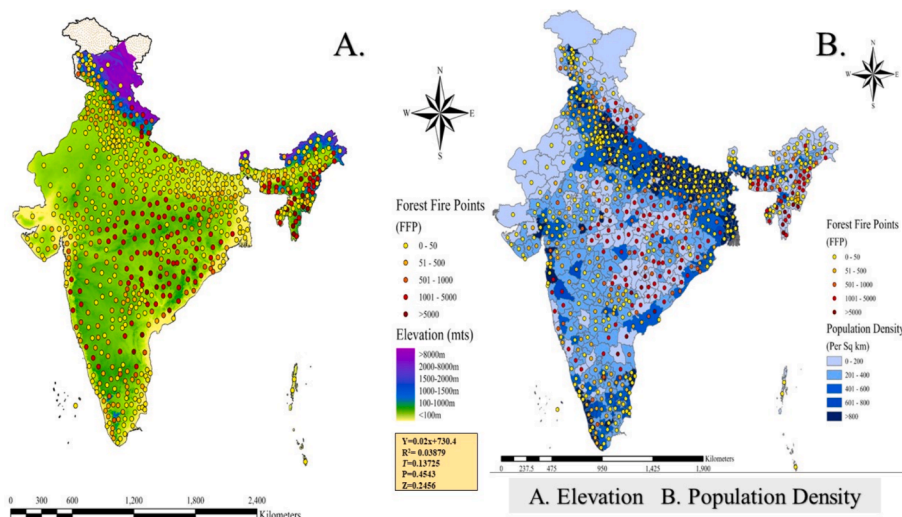 A.
N
W
E
S
Forest Fire Points
(FFP)
0 - 50
51 - 500
501 - 1000
1001 - 5000
>5000
Elevation (mts)
>8000m
2000-8000m
1500-2000m
1000-1500m
100-1000m
<100m
Y=0.02x+730.4
R²= 0.03879
T=0.13725
P=0.4543
Z=0.2456
0 300 600 1,200 1,800 2,400
Kilometers
B.
N
W
E
S
Forest Fire Points
(FFP)
0 - 50
51 - 500
501 - 1000
1001 - 5000
>5000
Population Density
(Per Sq km)
0 - 200
201 - 400
401 - 600
601 - 800
>800
Kilometers
0 237.5 475 950 1,425 1,900
A. Elevation B. Population Density